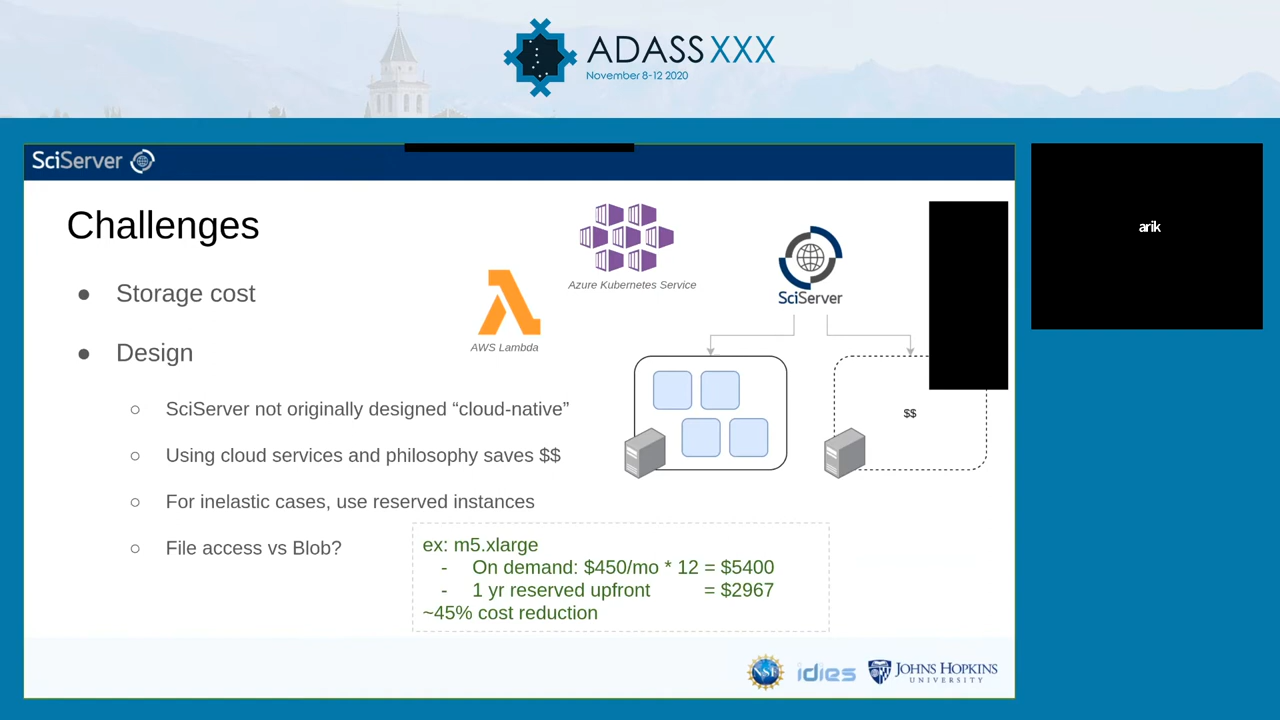 ADASS XXX
November 8-12 2020
SciServer
arik
Challenges
Azure Kubernetes Service
SciServer
● Storage cost
AWS Lambda
● Design
○ SciServer not originally designed “cloud-native”
$$
○ Using cloud services and philosophy saves $$
○ For inelastic cases, use reserved instances
○ File access vs Blob?
ex: m5.xlarge
- On demand: $450/mo * 12 = $5400
- 1 yr reserved upfront = $2967
~45% cost reduction
NSF
idies
JOHNS HOPKINS
UNIVERSITY